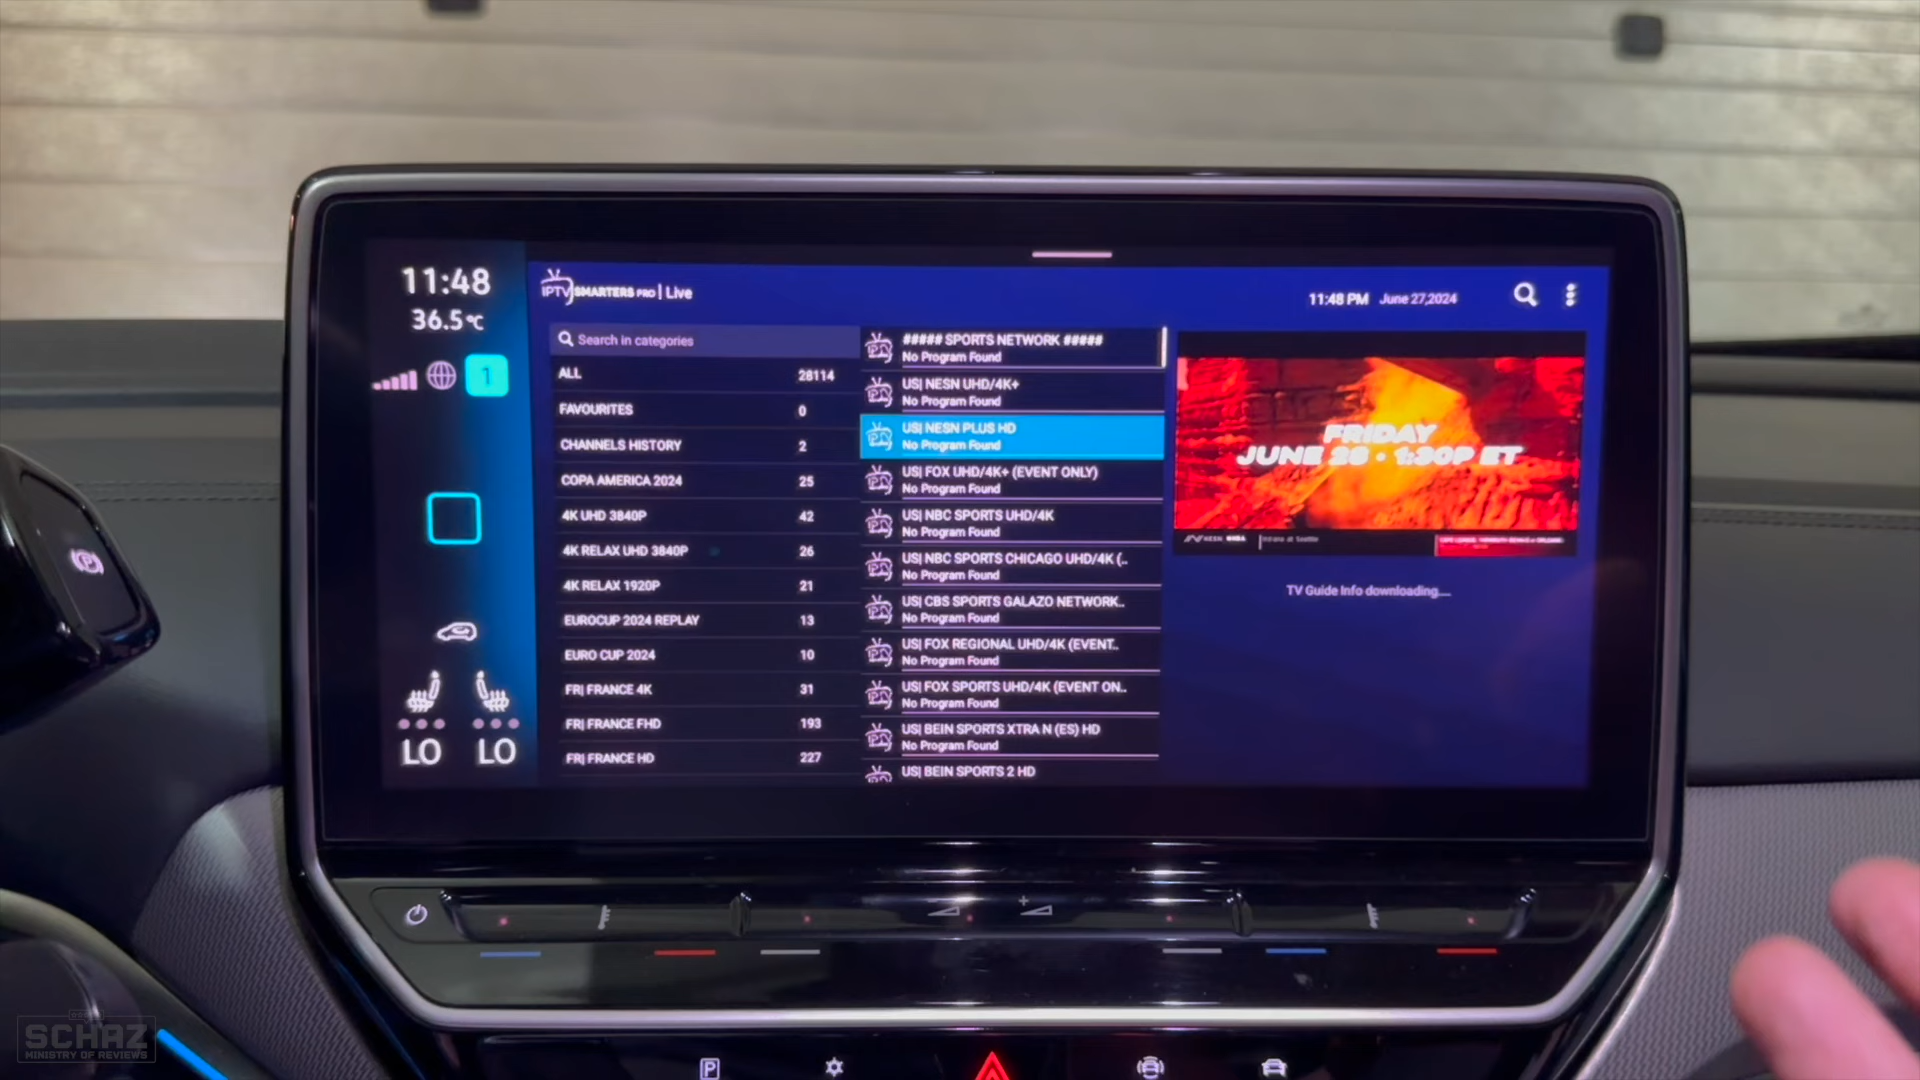 11:48
36.5°C
1
LO
LO
IPTV SMARTERS PRO | Live
11:48 PM June 27,2024
Search in categories
ALL 28114
FAVOURITES 0
CHANNELS HISTORY 2
COPA AMERICA 2024 25
4K UHD 3840P 42
4K RELAX UHD 3840P 26
4K RELAX 1920P 21
EUROCUP 2024 REPLAY 13
EURO CUP 2024 10
FR| FRANCE 4K 31
FR| FRANCE FHD 193
FR| FRANCE HD 227
##### SPORTS NETWORK #####
No Program Found
US| NESN UHD/4K+
No Program Found
US| NESN PLUS HD
No Program Found
US| FOX UHD/4K+ (EVENT ONLY)
No Program Found
US| NBC SPORTS UHD/4K
No Program Found
US| NBC SPORTS CHICAGO UHD/4K (..
No Program Found
US| CBS SPORTS GALAZO NETWORK..
No Program Found
US| FOX REGIONAL UHD/4K (EVENT..
No Program Found
US| FOX SPORTS UHD/4K (EVENT ON..
No Program Found
US| BEIN SPORTS XTRA N (ES) HD
No Program Found
US| BEIN SPORTS 2 HD
FRIDAY
JUNE 28 • 1:30P ET
NESN WNBA Indiana at Seattle
TV Guide Info downloading....
P
P
SCHAZ
MINISTRY OF REVIEWS